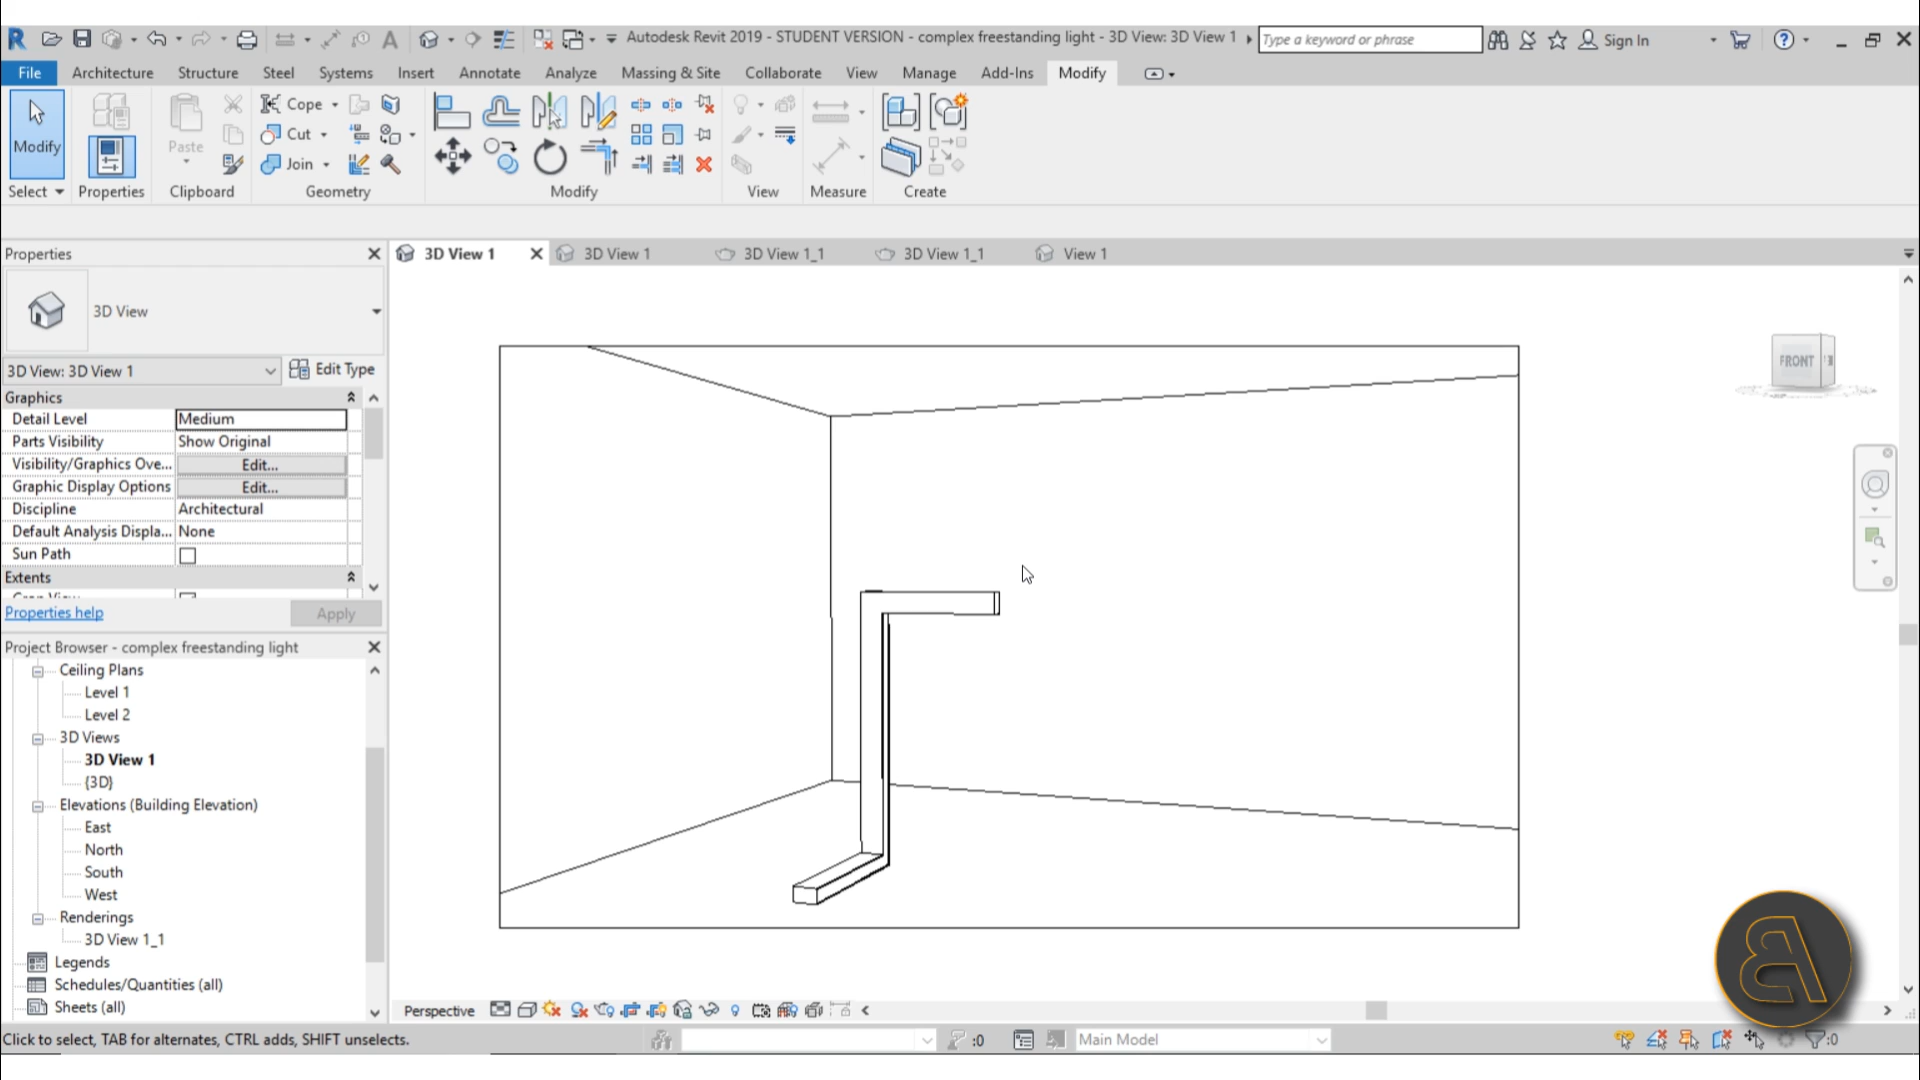 Autodesk Revit 2019 - STUDENT VERSION - complex freestanding light - 3D View: 3D View 1
Type a keyword or phrase
Sign In
File Architecture Structure Steel Systems Insert Annotate Analyze Massing & Site Collaborate View Manage Add-Ins Modify
Modify
Paste
Cope
Cut
Join
Select Properties Clipboard Geometry Modify View Measure Create
Properties
3D View 1
3D View 1
3D View 1_1
3D View 1_1
View 1
3D View
3D View: 3D View 1
Edit Type
Graphics
Detail Level Medium
Parts Visibility Show Original
Visibility/Graphics Ove... Edit...
Graphic Display Options Edit...
Discipline Architectural
Default Analysis Displa... None
Sun Path
Extents
Crop View
Properties help
Apply
Project Browser - complex freestanding light
Ceiling Plans
Level 1
Level 2
3D Views
3D View 1
{3D}
Elevations (Building Elevation)
East
North
South
West
Renderings
3D View 1_1
Legends
Schedules/Quantities (all)
Sheets (all)
FRONT
Perspective
Click to select, TAB for alternates, CTRL adds, SHIFT unselects.
:0
Main Model
:0